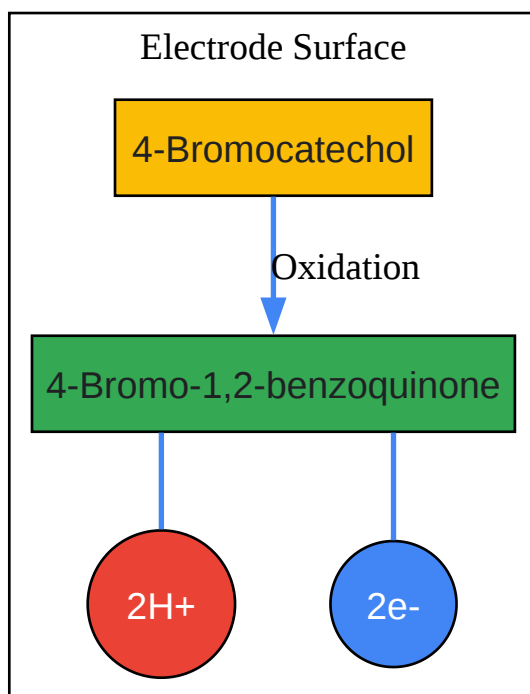 Electrode Surface
4-Bromocatechol
Oxidation
4-Bromo-1,2-benzoquinone
2H+
2e-